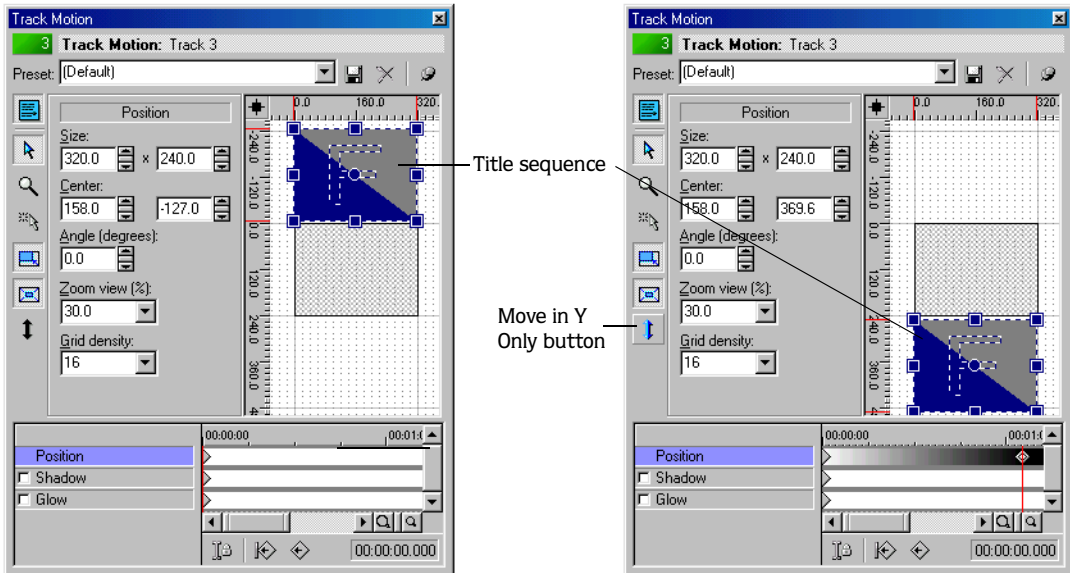 Track Motion
3 Track Motion: Track 3
Preset: (Default)
Position
Size:
320.0 x 240.0
Center:
158.0 -127.0
Angle (degrees):
0.0
Zoom view (%):
30.0
Grid density:
16
0.0 160.0 320.
-240.0
-120.0
0.0
120.0
240.0
360.0
00:00:00 00:01:0
Position
Shadow
Glow
00:00:00.000
Title sequence
Move in Y
Only button
Track Motion
3 Track Motion: Track 3
Preset: (Default)
Position
Size:
320.0 x 240.0
Center:
158.0 369.6
Angle (degrees):
0.0
Zoom view (%):
30.0
Grid density:
16
0.0 160.0 320.
-240.0
-120.0
0.0
120.0
240.0
360.0
00:00:00 00:01:(
Position
Shadow
Glow
00:00:00.000